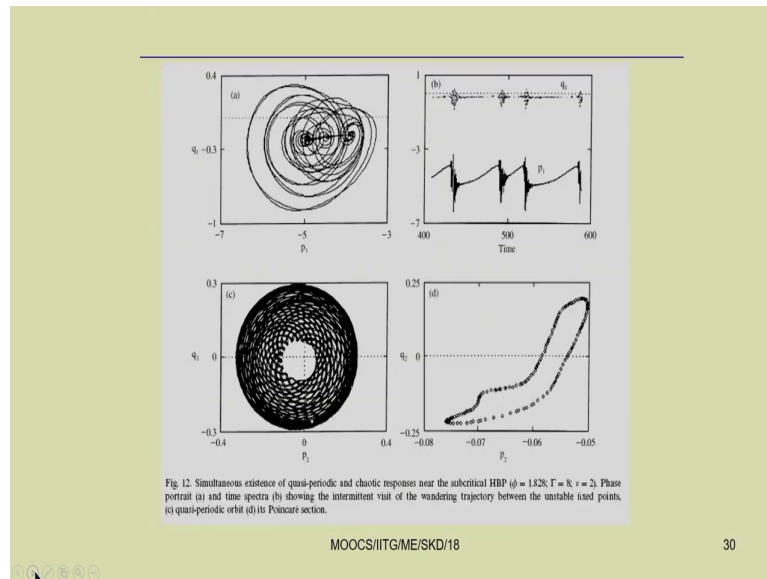 0.4
(a)
q₁ −0.3
−1
−7 −5 −3
p₁
1
(b)
q₁
−3
p₁
−7
400 500 600
Time
0.3
(c)
q₂ 0
−0.3
−0.4 0 0.4
p₂
0.25
(d)
q₂ 0
−0.25
−0.08 −0.07 −0.06 −0.05
p₂
Fig. 12. Simultaneous existence of quasi-periodic and chaotic responses near the subcritical HBP (ϕ = 1.828; Γ = 8; ν = 2). Phase
portrait (a) and time spectra (b) showing the intermittent visit of the wandering trajectory between the unstable fixed points,
(c) quasi-periodic orbit (d) its Poincarè section.
MOOCS/IITG/ME/SKD/18 30